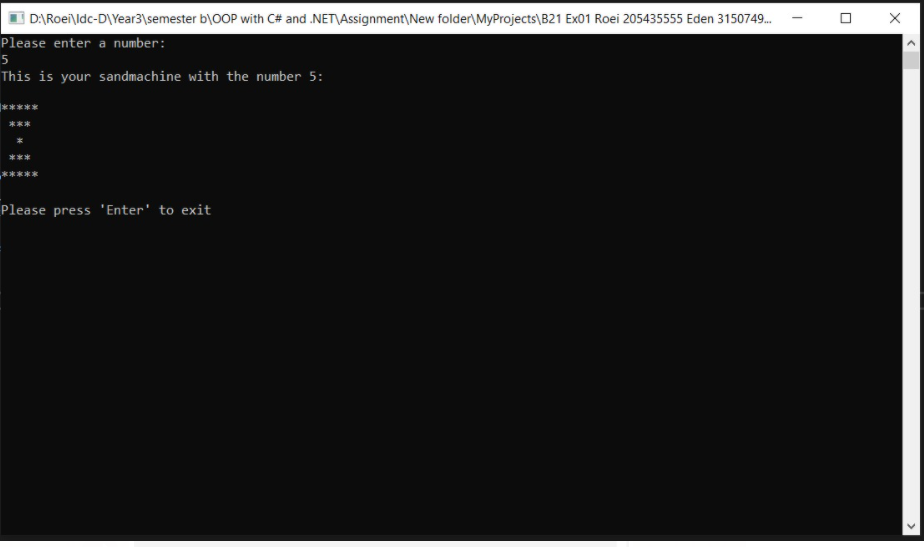 D:\Roei\Idc-D\Year3\semester b\OOP with C# and .NET\Assignment\New folder\MyProjects\B21 Ex01 Roei 205435555 Eden 3150749...
Please enter a number:
5
This is your sandmachine with the number 5:
*****
 ***
  *
 ***
*****
Please press 'Enter' to exit